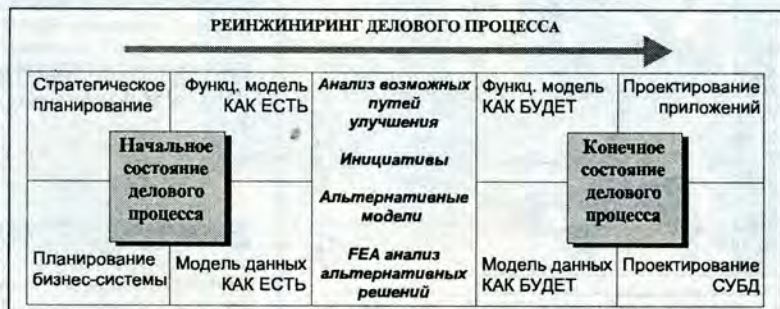 РЕИНЖИНИРИНГ ДЕЛОВОГО ПРОЦЕССА
Стратегическое
планирование
Функц. модель
КАК ЕСТЬ
Анализ возможных
путей
улучшения
Инициативы
Альтернативные
модели
FEA анализ
альтернативных
решений
Функц. модель
КАК БУДЕТ
Проектирование
приложений
Начальное
состояние
делового
процесса
Конечное
состояние
делового
процесса
Планирование
бизнес-системы
Модель данных
КАК ЕСТЬ
Модель данных
КАК БУДЕТ
Проектирование
СУБД